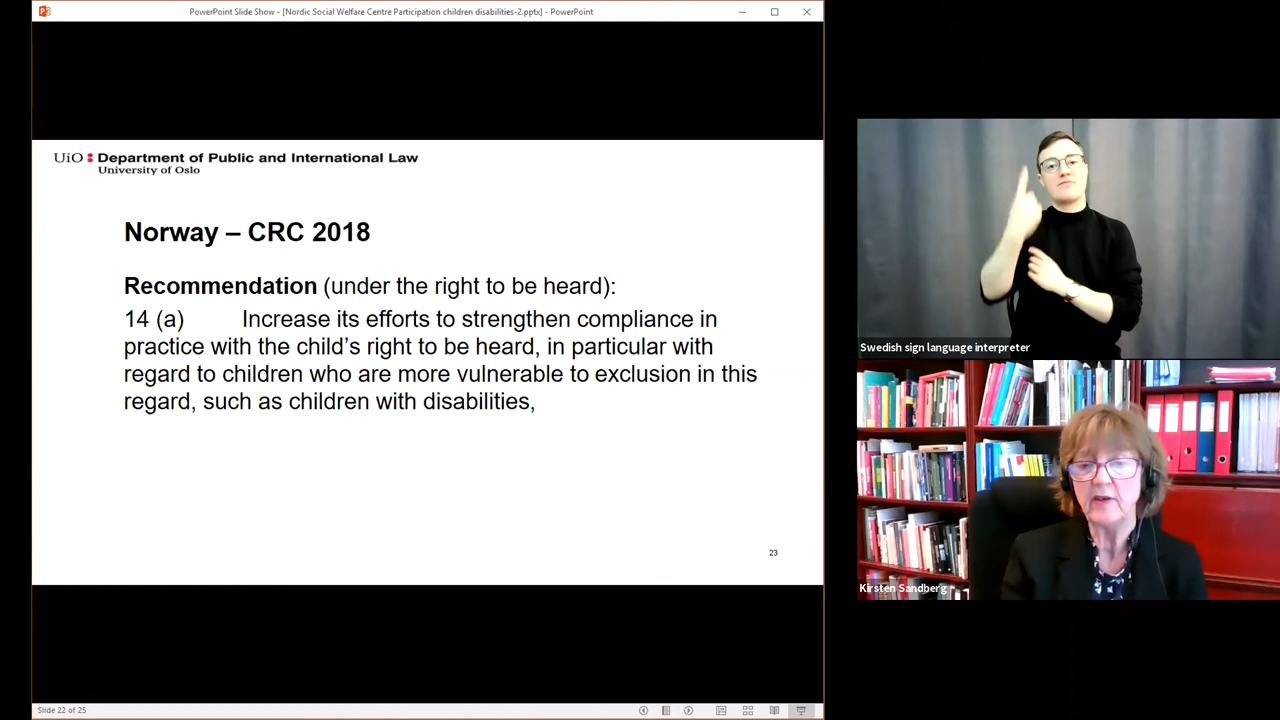 PowerPoint Slide Show - [Nordic Social Welfare Centre Participation children disabilities-2.pptx] - PowerPoint
UiO Department of Public and International Law
University of Oslo
Norway – CRC 2018
Recommendation (under the right to be heard):
14 (a) Increase its efforts to strengthen compliance in
practice with the child’s right to be heard, in particular with
regard to children who are more vulnerable to exclusion in this
regard, such as children with disabilities,
23
Slide 22 of 25
Swedish sign language interpreter
Kirsten Sandberg